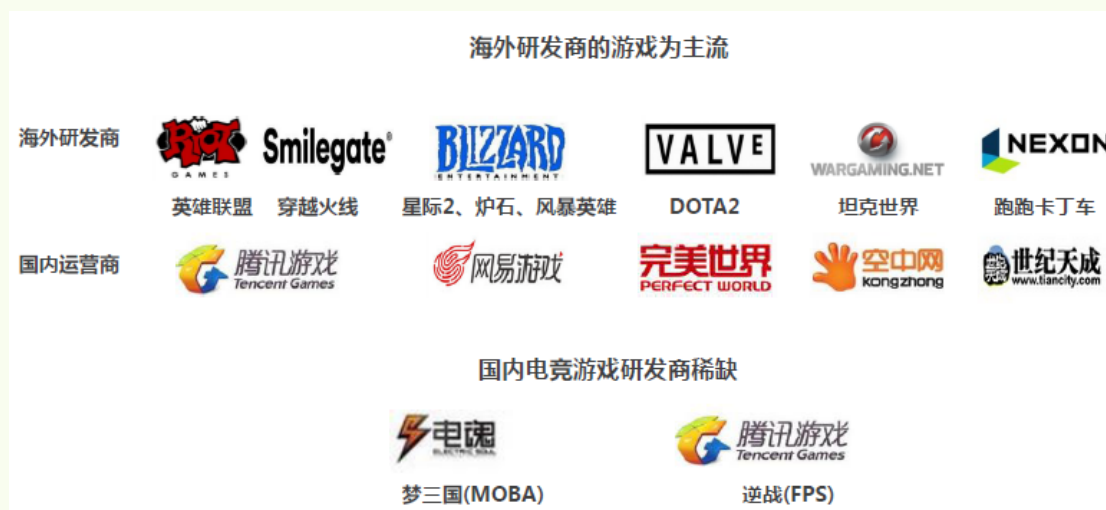 海外研发商的游戏为主流
海外研发商
RIOT GAMES
Smilegate®
BLIZZARD ENTERTAINMENT
VALVE
WARGAMING.NET
NEXON
英雄联盟 穿越火线 星际2、炉石、风暴英雄 DOTA2 坦克世界 跑跑卡丁车
国内运营商
腾讯游戏
Tencent Games
网易游戏
完美世界
PERFECT WORLD
空中网
kongzhong
世纪天成
www.tiancity.com
国内电竞游戏研发商稀缺
电魂
ELECTRIC SOUL
腾讯游戏
Tencent Games
梦三国(MOBA) 逆战(FPS)